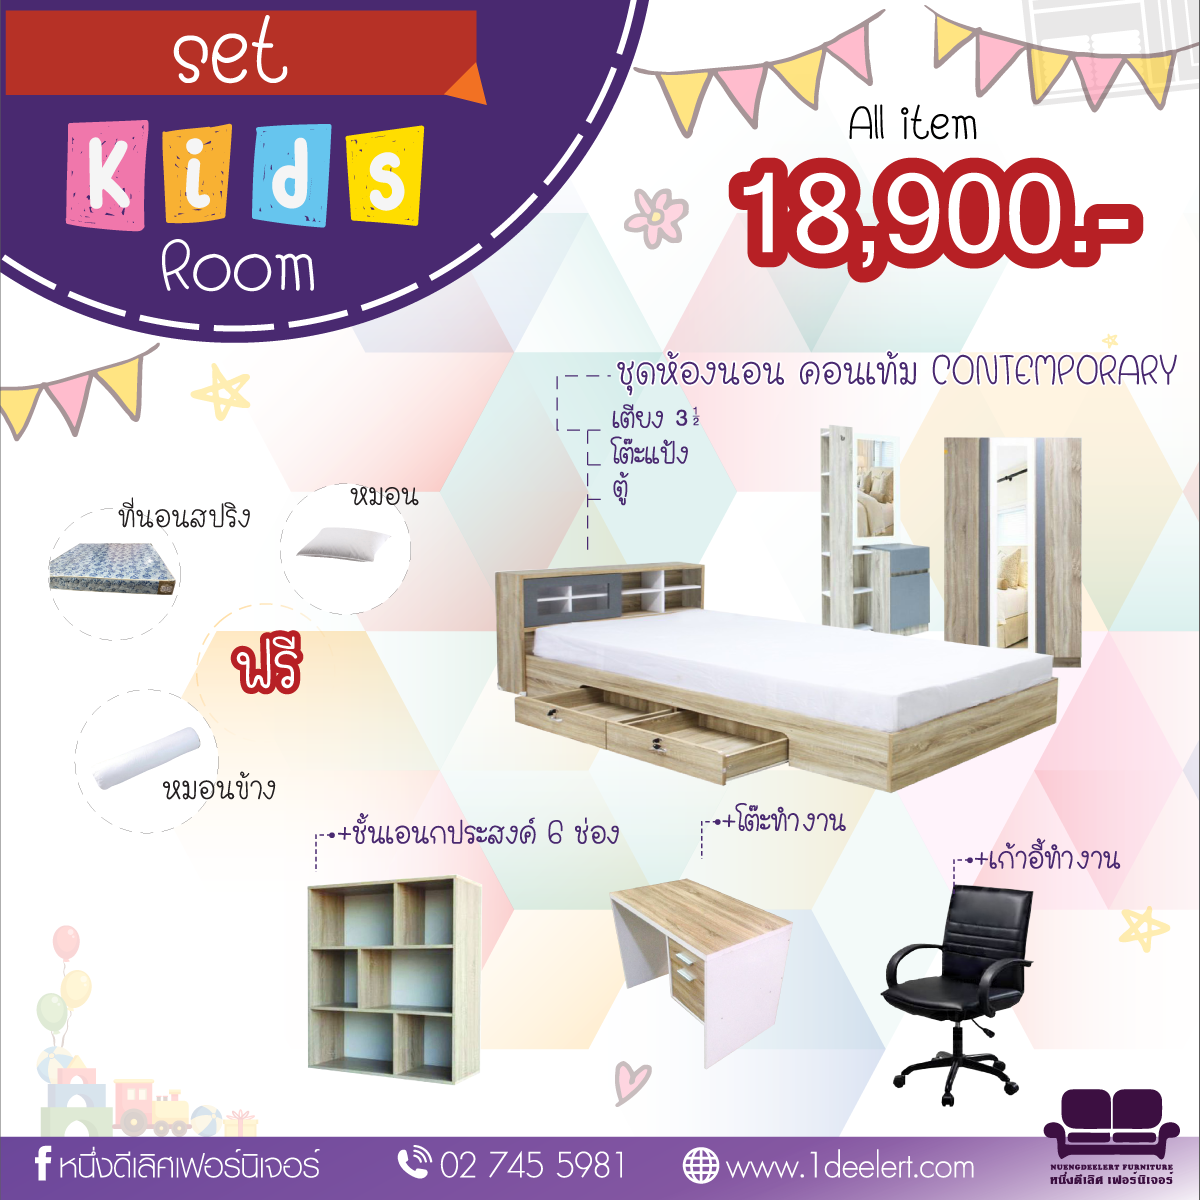 set
Kids
Room
All item
18,900.-
ชุดห้องนอน คอนเท้ม CONTEMPORARY
เตียง 3 ½
โต๊ะแป้ง
ตู้
ที่นอนสปริง
หมอน
ฟรี
หมอนข้าง
+ชั้นเอนกประสงค์ 6 ช่อง
+โต๊ะทำงาน
+เก้าอี้ทำงาน
f หนึ่งดีเลิศเฟอร์นิเจอร์
02 745 5981
www.1deelert.com
NUENGDEELERT FURNITURE
หนึ่งดีเลิศ เฟอร์นิเจอร์